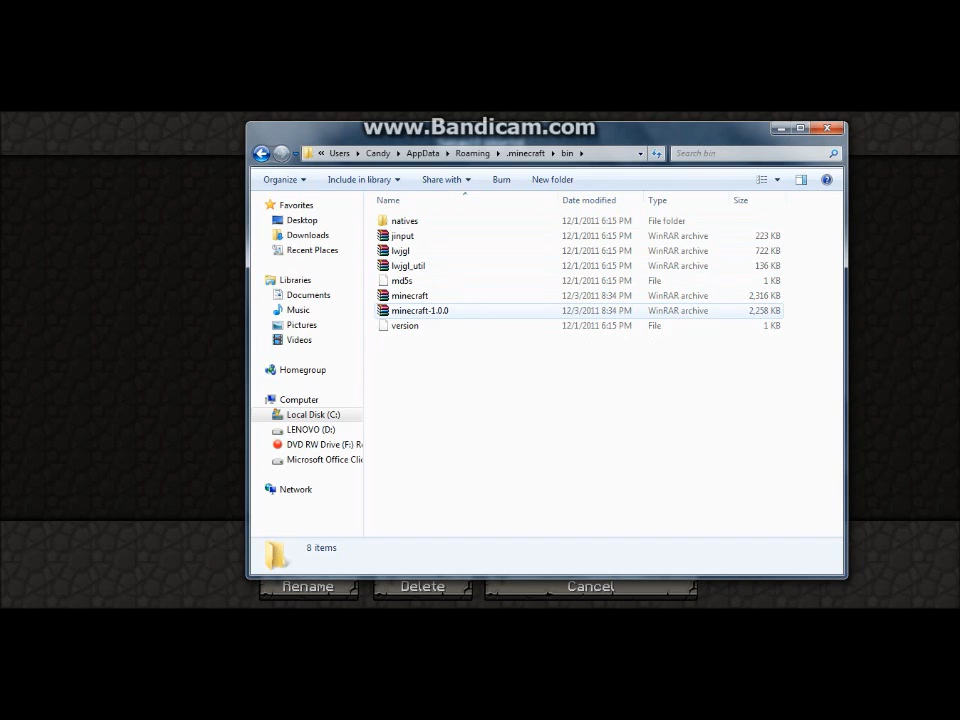 www.Bandicam.com
« Users Candy AppData Roaming .minecraft bin Search bin
Organize Include in library Share with Burn New folder
Name Date modified Type Size
Favorites
Desktop
Downloads
Recent Places
Libraries
Documents
Music
Pictures
Videos
Homegroup
Computer
Local Disk (C:)
LENOVO (D:)
DVD RW Drive (F:) R
Microsoft Office Clic
Network
natives 12/1/2011 6:15 PM File folder
jinput 12/1/2011 6:15 PM WinRAR archive 223 KB
lwjgl 12/1/2011 6:15 PM WinRAR archive 722 KB
lwjgl_util 12/1/2011 6:15 PM WinRAR archive 136 KB
md5s 12/1/2011 6:15 PM File 1 KB
minecraft 12/3/2011 8:34 PM WinRAR archive 2,316 KB
minecraft-1.0.0 12/3/2011 8:34 PM WinRAR archive 2,258 KB
version 12/1/2011 6:15 PM File 1 KB
8 items
Rename Delete Cancel